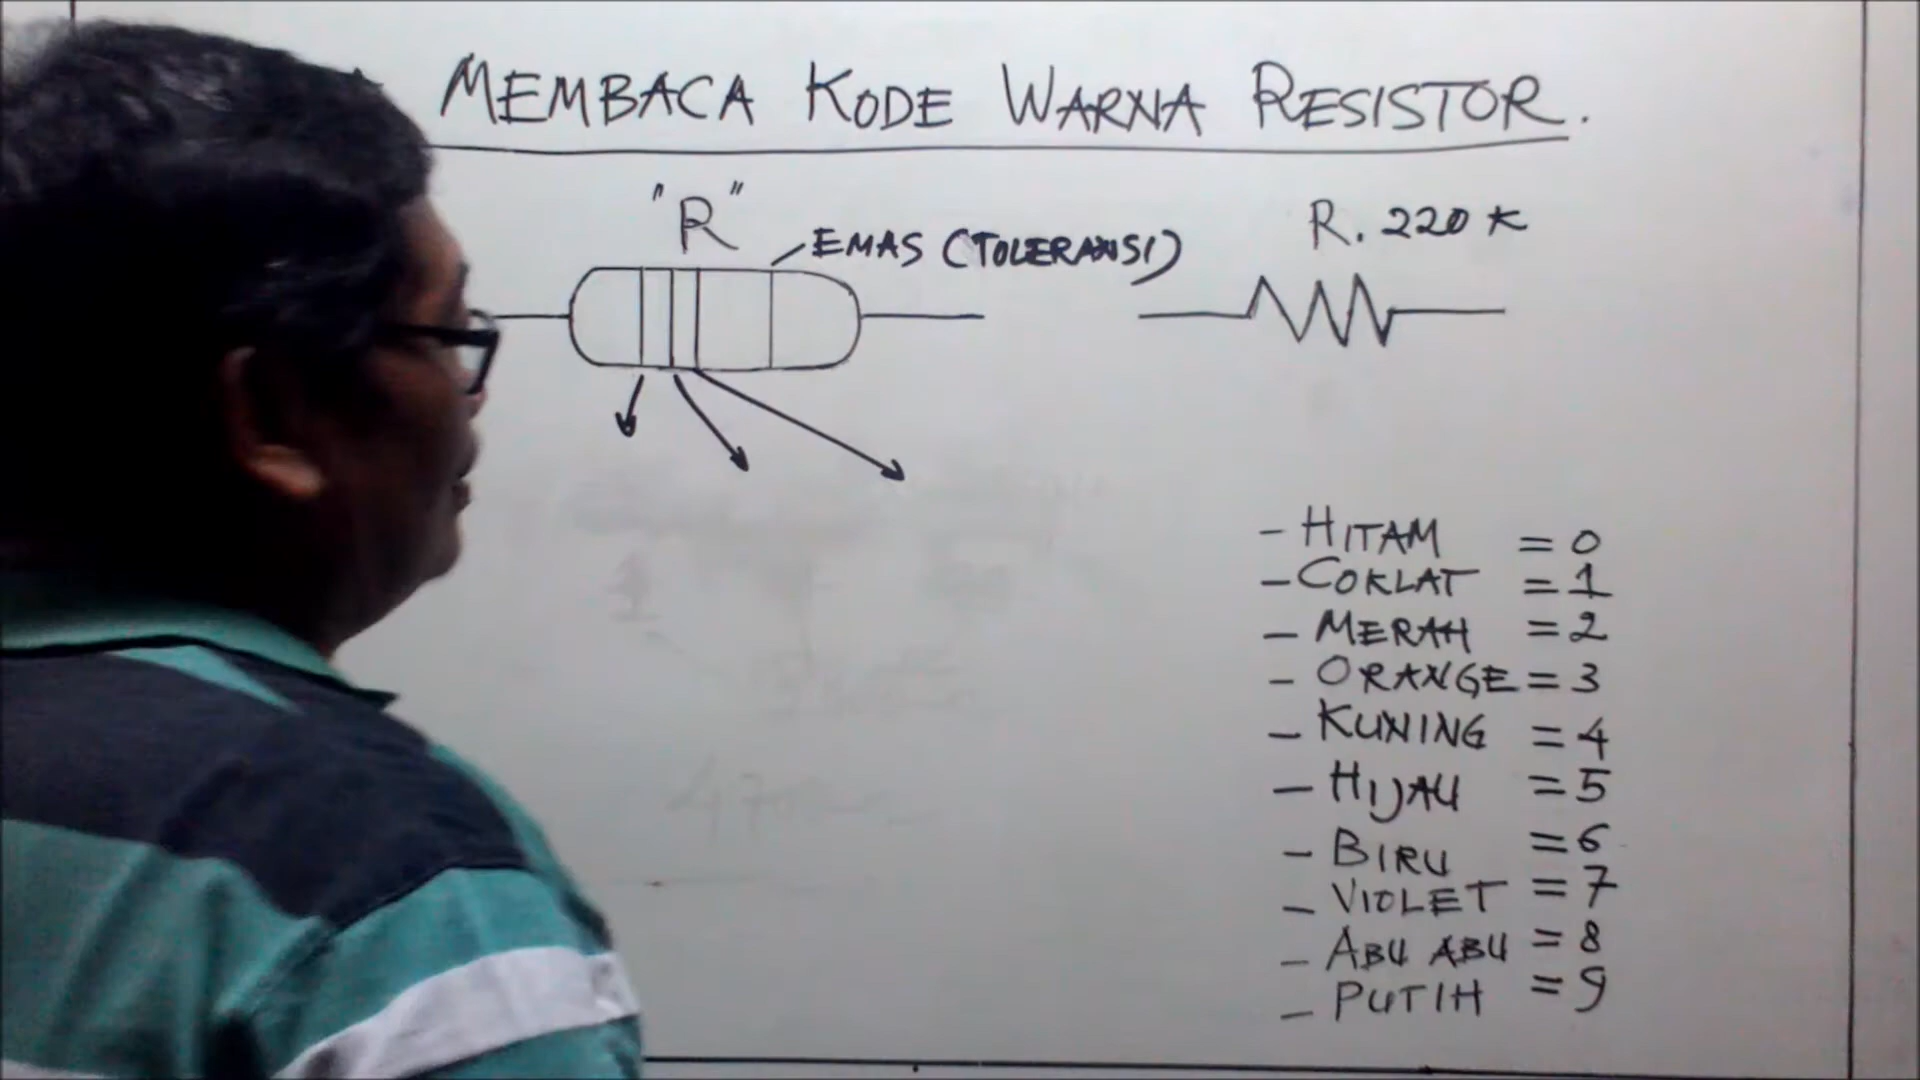 MEMBACA KODE WARNA RESISTOR.
"R"
EMAS (TOLERANSI)
R. 220 K
- HITAM = 0
- COKLAT = 1
- MERAH = 2
- ORANGE = 3
- KUNING = 4
- HIJAU = 5
- BIRU = 6
- VIOLET = 7
- ABU ABU = 8
- PUTIH = 9